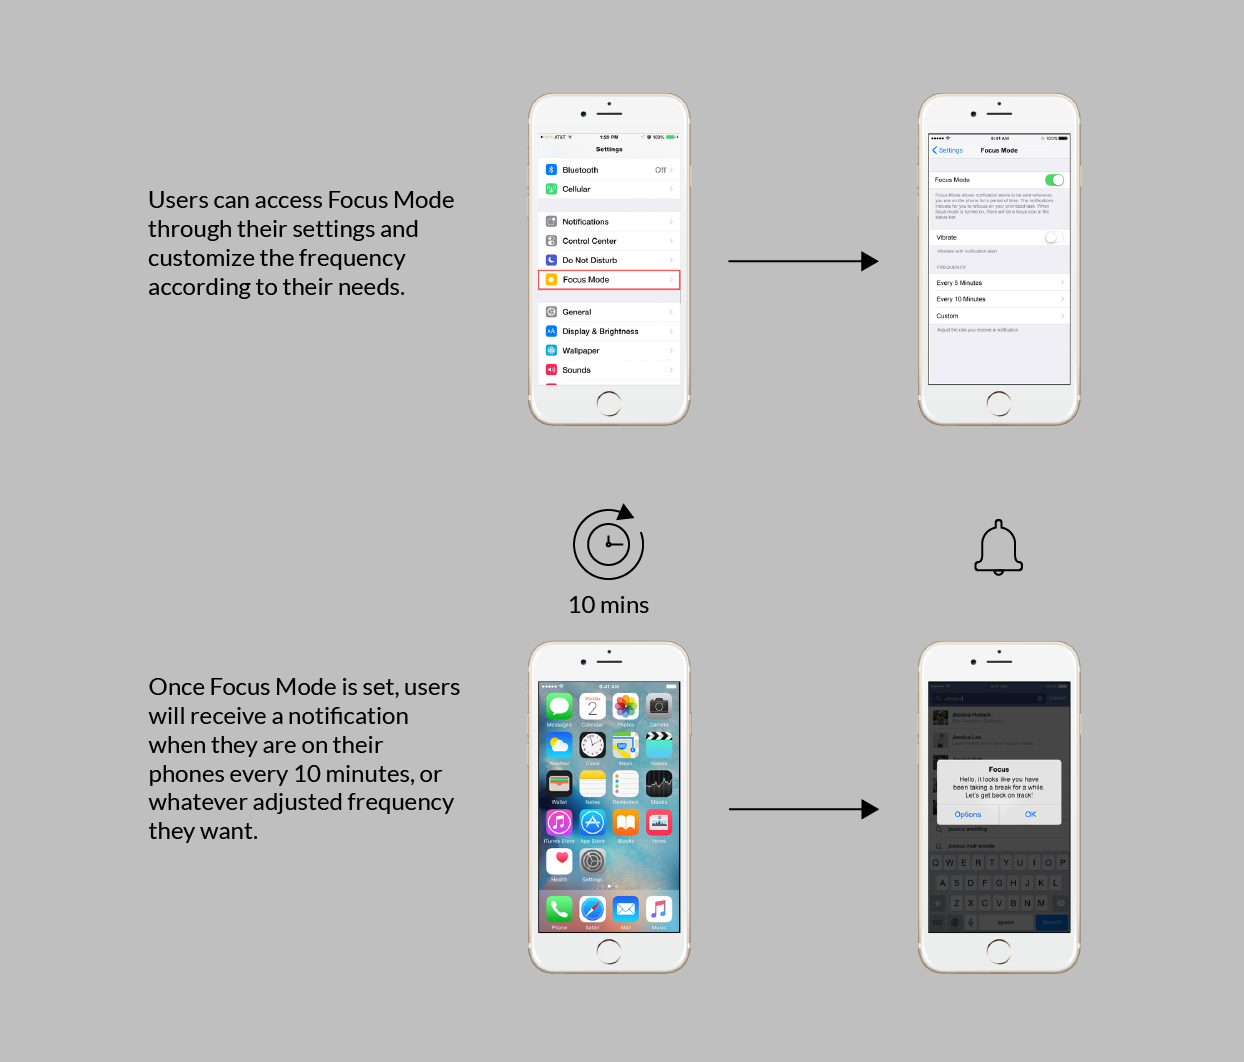 Users can access Focus Mode
through their settings and
customize the frequency
according to their needs.
AT&T 1:20 PM 100%
Settings
Bluetooth Off
Cellular
Notifications
Control Center
Do Not Disturb
Focus Mode
General
Display & Brightness
Wallpaper
Sounds
9:41 AM 100%
Settings Focus Mode
Focus Mode
Focus Mode allows notification alerts to be sent whenever
you are on the phone for a period of time. The notifications
indicate for you to refocus on your prioritized task. When
focus mode is turned on, there will be a focus icon in the
status bar
Vibrate
Vibrates with notification alert
FREQUENCY
Every 5 Minutes
Every 10 Minutes
Custom
Adjust the rate you receive a notification
10 mins
Once Focus Mode is set, users
will receive a notification
when they are on their
phones every 10 minutes, or
whatever adjusted frequency
they want.
9:41 AM
Monday
2
Messages Calendar Photos Camera
Weather Clock Maps Videos
Wallet Notes Reminders Stocks
iTunes Store App Store iBooks News
Health Settings
Phone Safari Mail Music
9:41 AM 100%
Jessica Cancel
Jessica Hudack
Jessica Lee
Focus
Hello, it looks like you have
been taking a break for a while.
Let's get back on track!
Options OK
jessica wedding
jessica muir woods
Q W E R T Y U I O P
A S D F G H J K L
Z X C V B N M
123 space Search